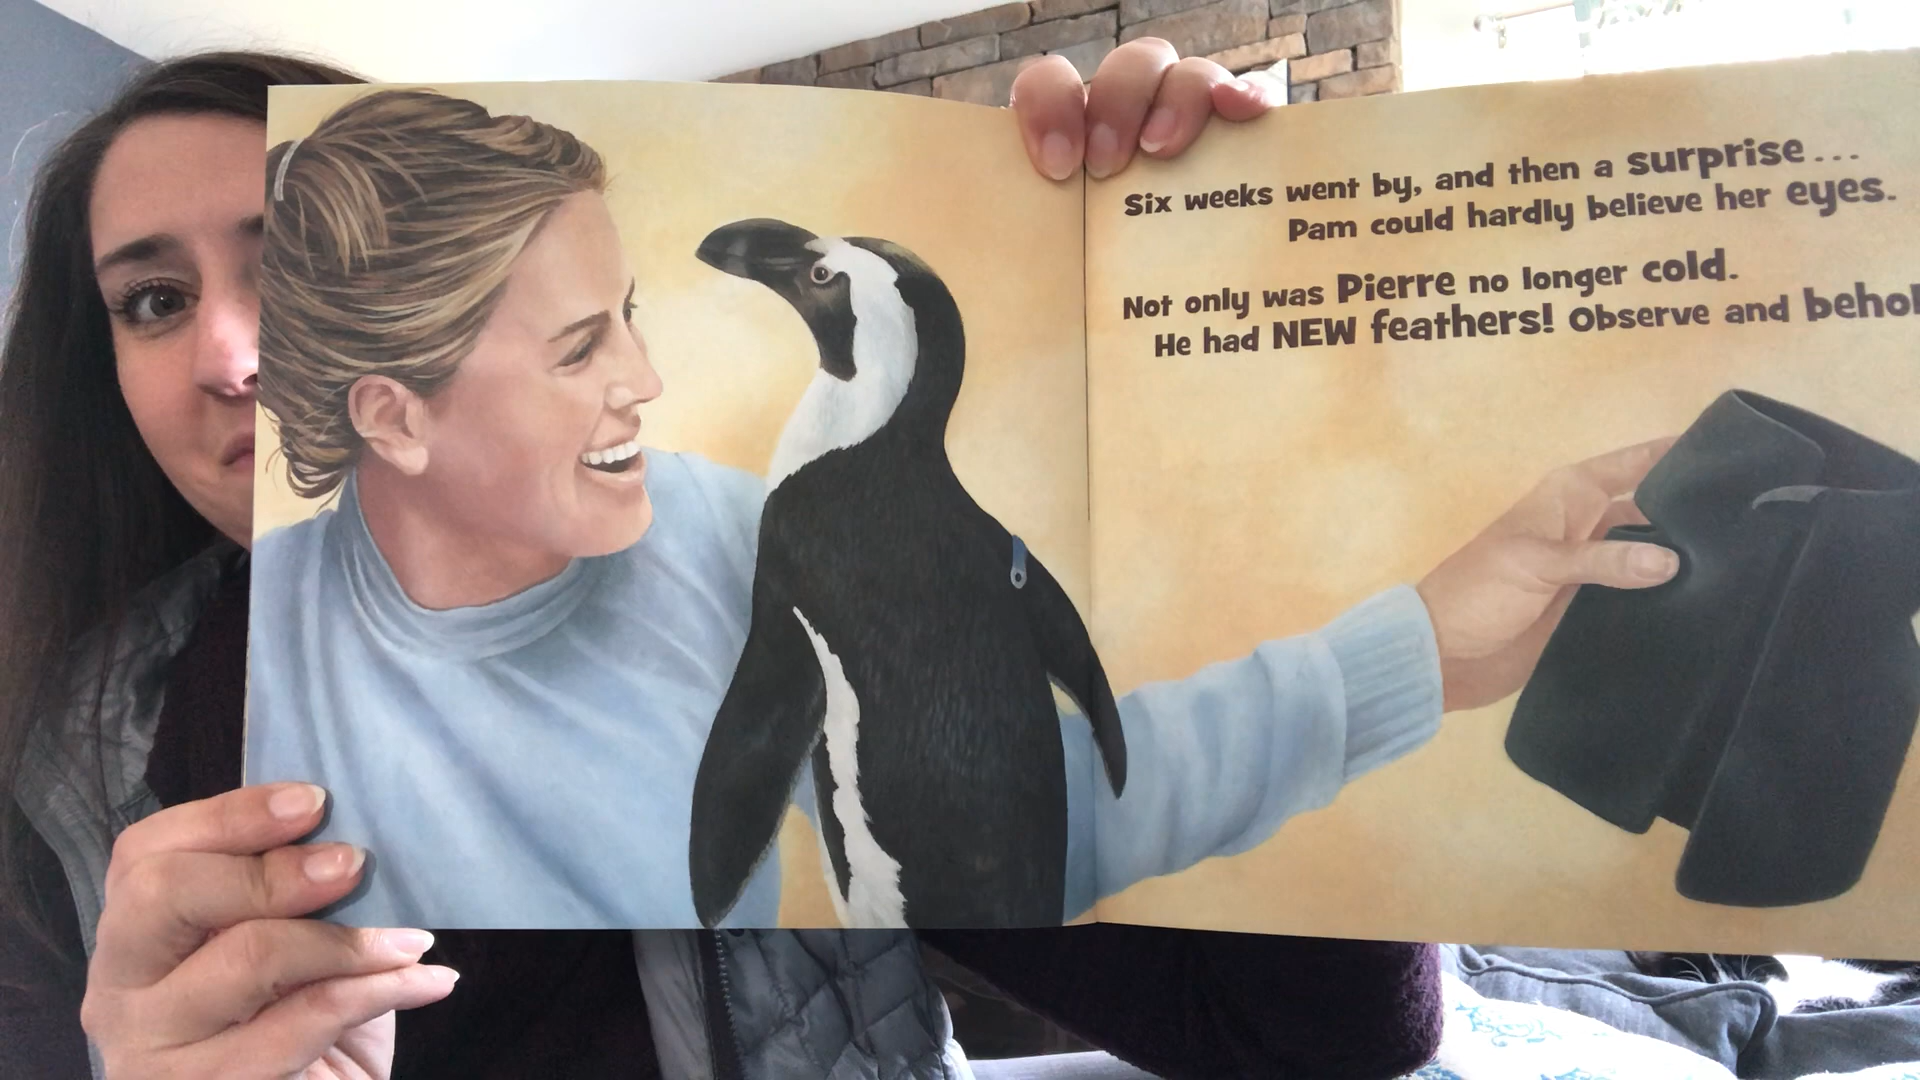 Six weeks went by, and then a surprise...
Pam could hardly believe her eyes.
Not only was Pierre no longer cold.
He had NEW feathers! Observe and